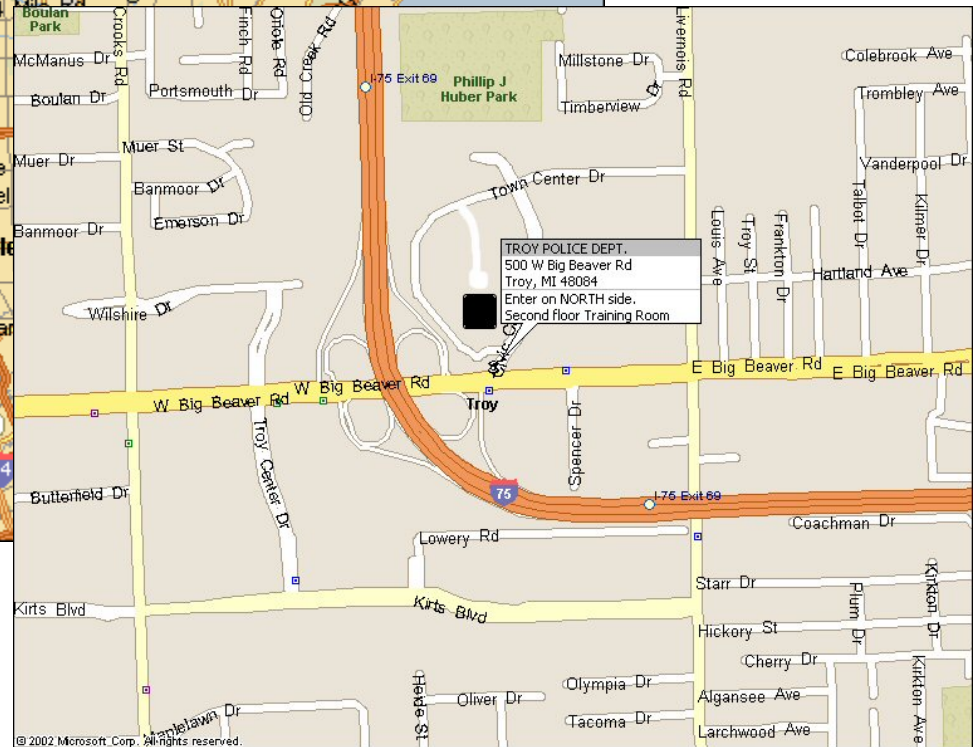 Mile Rd
Boulan
Park
Crooks Rd
Finch Rd
Oriole Rd
Old Creek Rd
I-75 Exit 69
Phillip J
Huber Park
Livernois Rd
Millstone Dr
Colebrook Ave
McManus Dr
Boulan Dr
Portsmouth Dr
Timberview Dr
Trombley Ave
Muer Dr
Muer St
Vanderpool Dr
Banmoor Dr
Town Center Dr
Talbot Dr
Kilmer Dr
Emerson Dr
Banmoor Dr
Louis Ave
Troy St
Frankton Dr
TROY POLICE DEPT.
500 W Big Beaver Rd
Troy, MI 48084
Enter on NORTH side.
Second floor Training Room
Hartland Ave
Wilshire Dr
W Big Beaver Rd
W Big Beaver Rd
E Big Beaver Rd
E Big Beaver Rd
Troy
Troy Center Dr
Spencer Dr
Butterfield Dr
75
I-75 Exit 69
Coachman Dr
Lowery Rd
Starr Dr
Kirts Blvd
Kirts Blvd
Plum Dr
Kirkton Dr
Hickory St
Cherry Dr
Heide St
Oliver Dr
Olympia Dr
Algansee Ave
Kirkton Ave
Maplelawn Dr
Tacoma Dr
Larchwood Ave
© 2002 Microsoft Corp. All rights reserved.